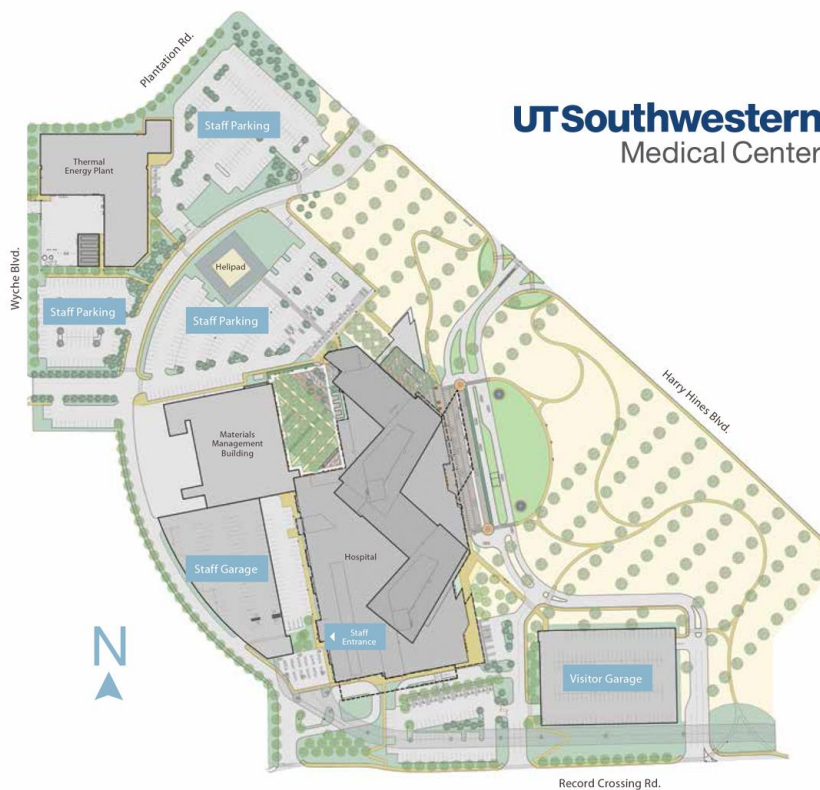 Plantation Rd.
UTSouthwestern
Medical Center
Staff Parking
Thermal
Energy Plant
Wyche Blvd.
Helipad
Staff Parking
Staff Parking
Harry Hines Blvd.
Materials
Management
Building
Hospital
Staff Garage
Staff
Entrance
N
Visitor Garage
Record Crossing Rd.